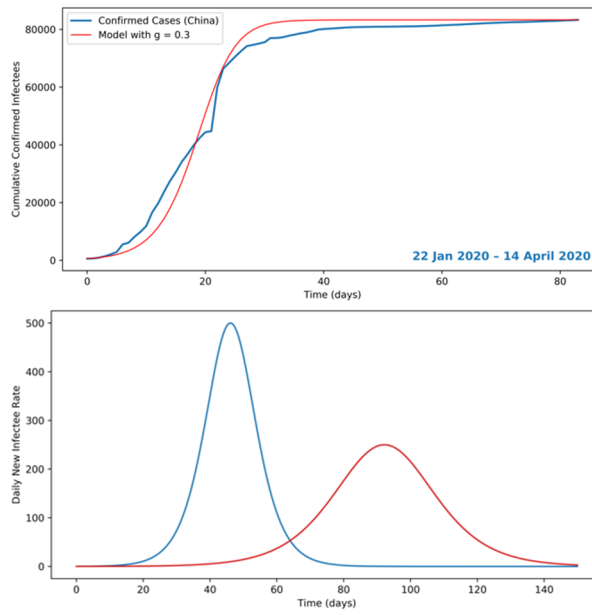 Confirmed Cases (China)
Model with g = 0.3
Cumulative Confirmed Infectees
80000
60000
40000
20000
0
22 Jan 2020 – 14 April 2020
0 20 40 60 80
Time (days)
Daily New Infectee Rate
500
400
300
200
100
0
0 20 40 60 80 100 120 140
Time (days)